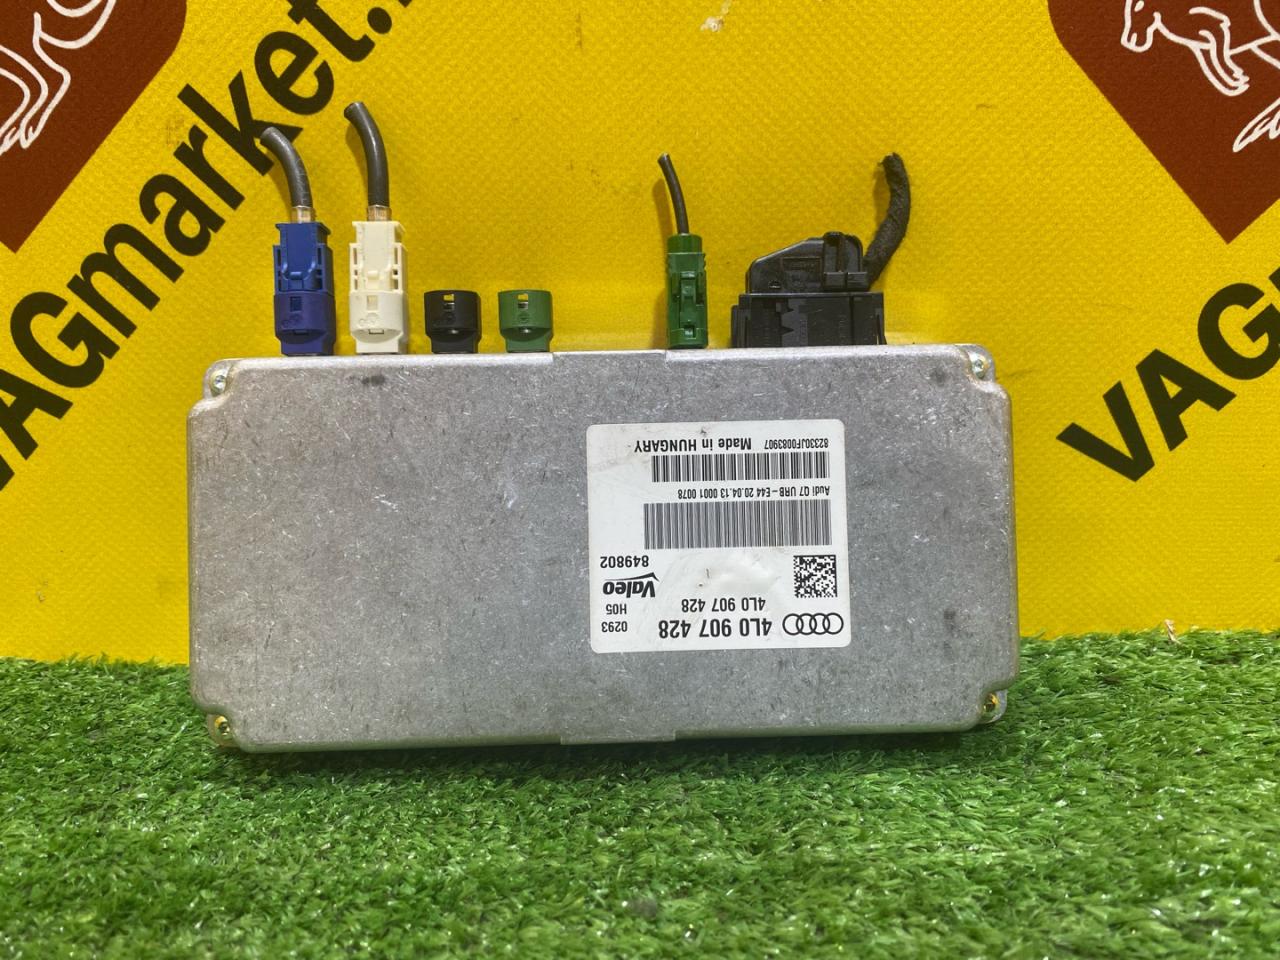 VAGmarket.
VAG
4L0 907 428
0293
4L0 907 428
H05
Valeo
849802
Audi Q7 URB-E44 20.04.13 0001 0078
82330JF0083907
Made in HUNGARY